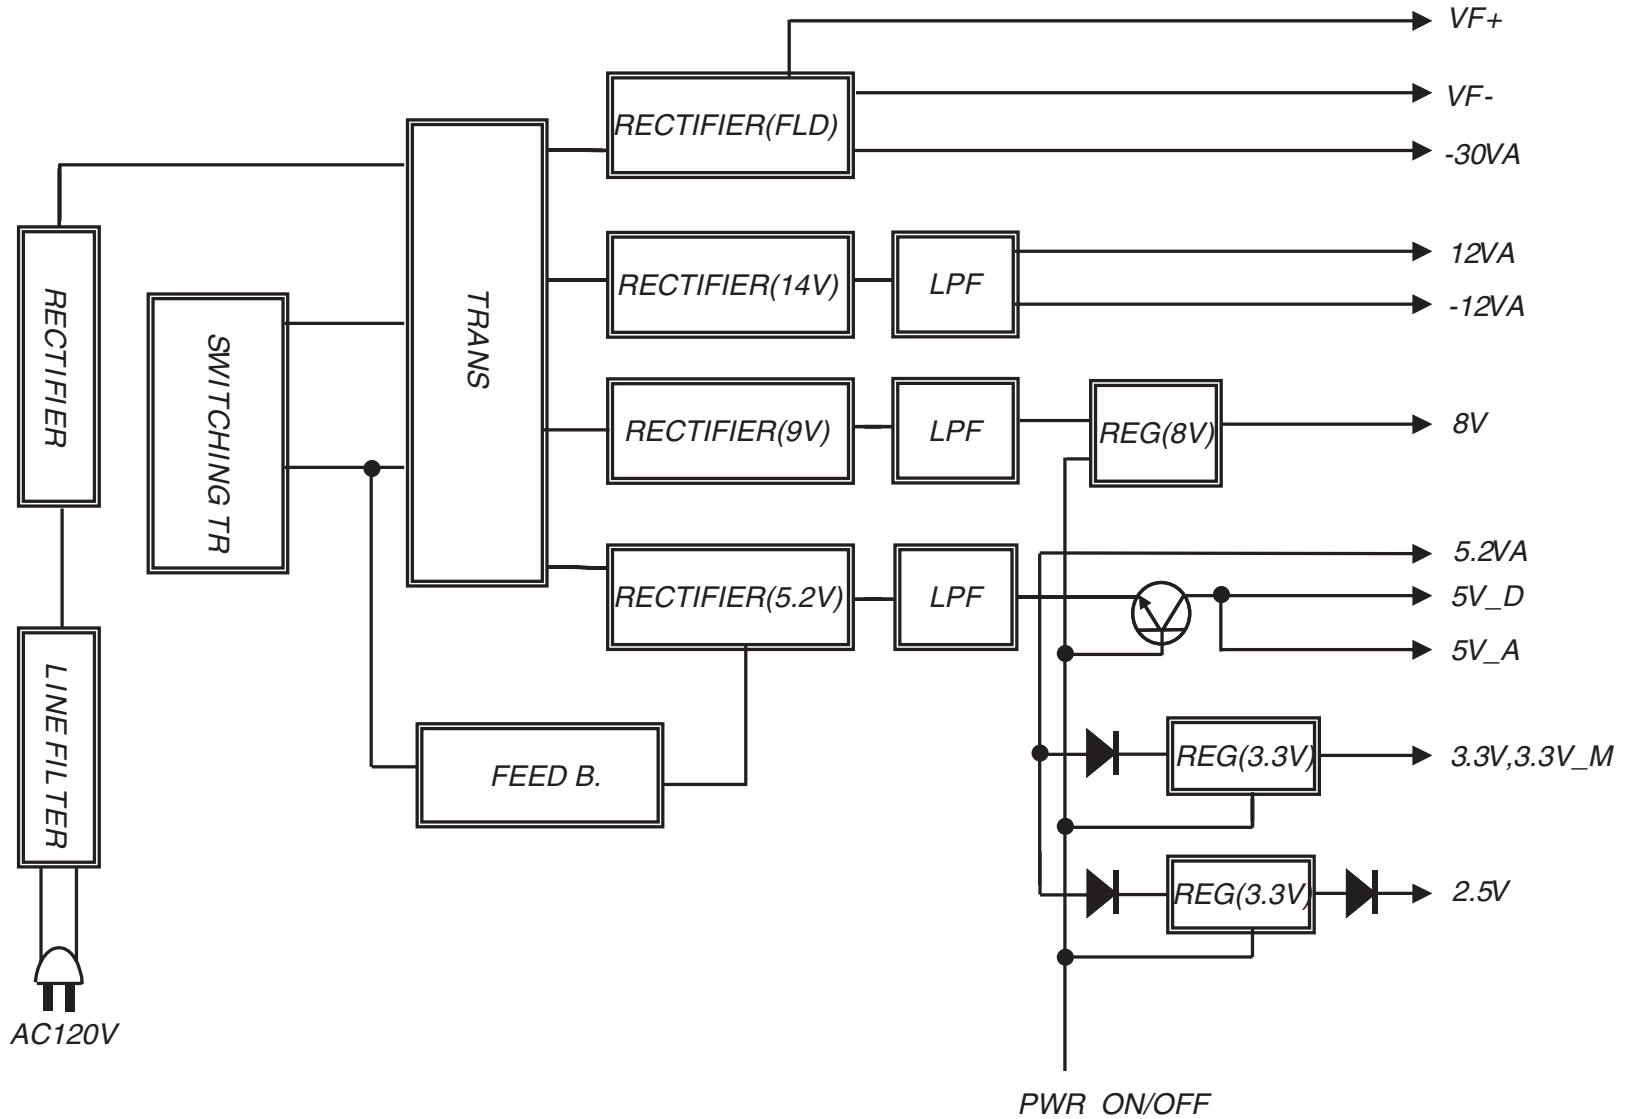 VF+
VF-
RECTIFIER(FLD)
-30VA
12VA
RECTIFIER(14V)
LPF
-12VA
RECTIFIER
TRANS
SWITCHING TR
RECTIFIER(9V)
LPF
REG(8V)
8V
5.2VA
RECTIFIER(5.2V)
LPF
5V_D
5V_A
LINE FILTER
FEED B.
REG(3.3V)
3.3V,3.3V_M
REG(3.3V)
2.5V
AC120V
PWR ON/OFF